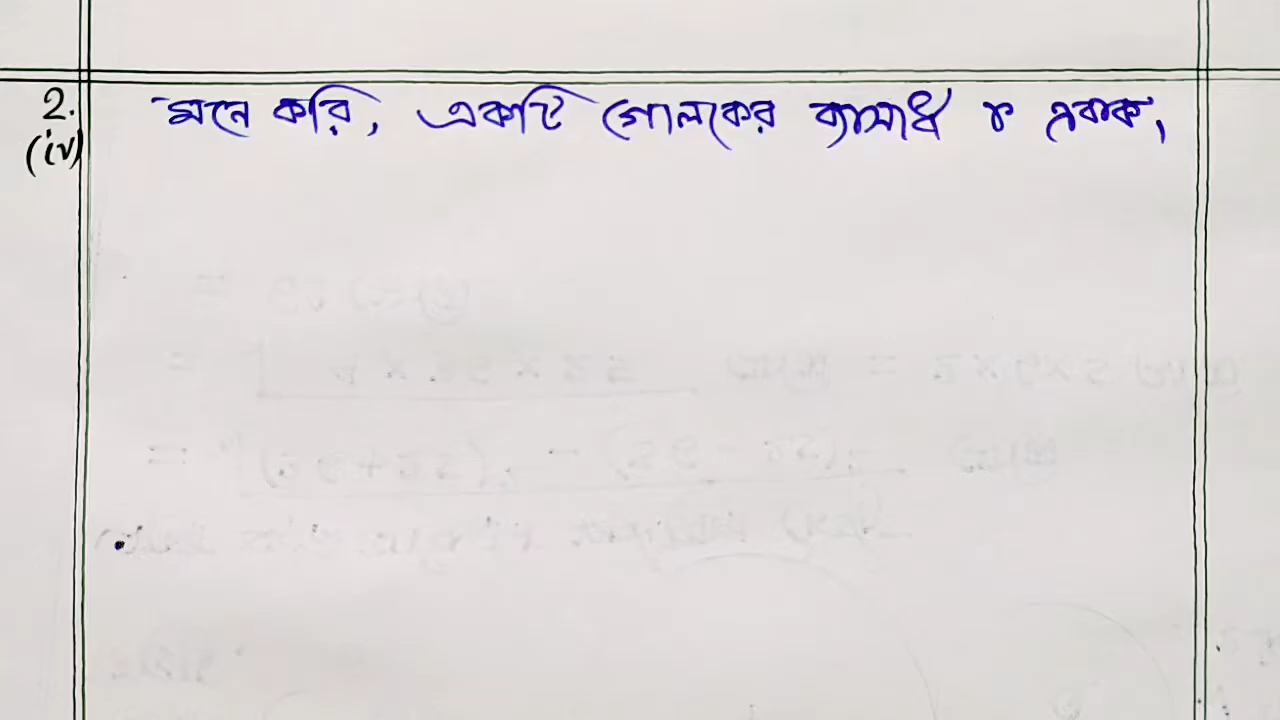 2. মনে করি, একটি গোলকের ব্যাসার্ধ r একক,
(iv)